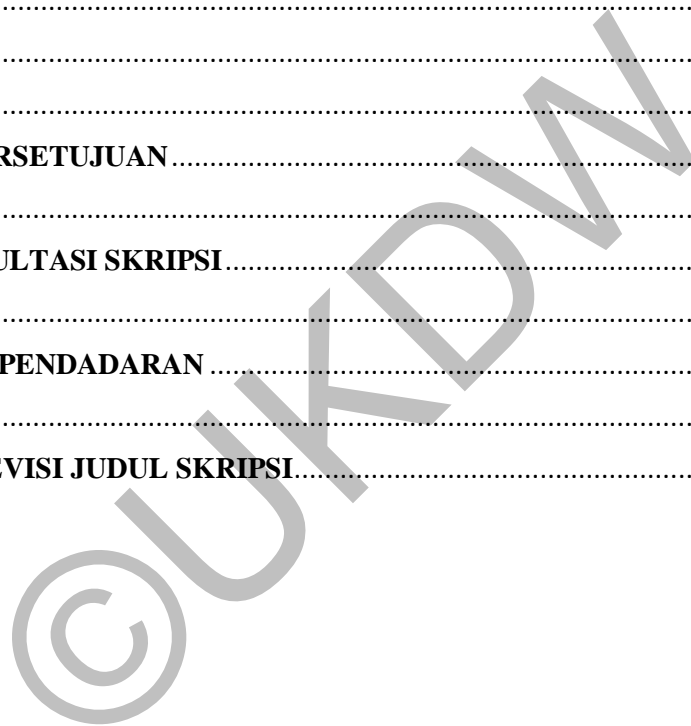 ................................................................................
................................................................................
................................................................................
RSETUJUAN................................................................................
................................................................................
ULTASI SKRIPSI................................................................................
................................................................................
PENDADARAN ................................................................................
................................................................................
EVISI JUDUL SKRIPSI................................................................................
©UKDW